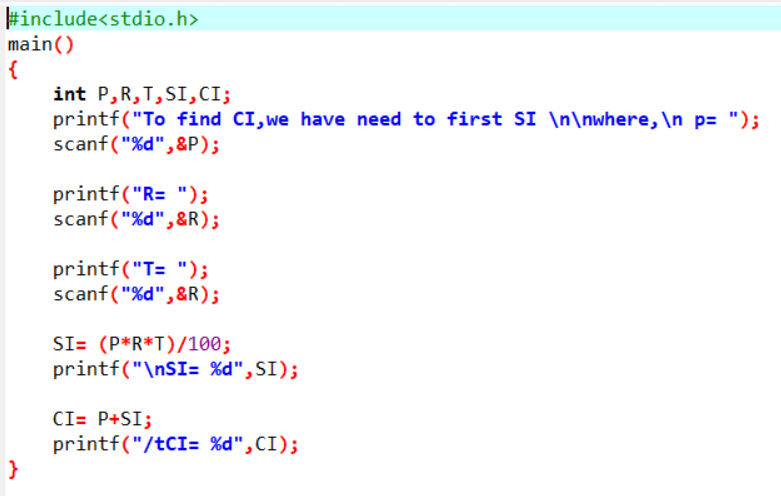 #include<stdio.h>
main()
{
int P,R,T,SI,CI;
printf("To find CI,we have need to first SI \n\nwhere,\n p= ");
scanf("%d",&P);
printf("R= ");
scanf("%d",&R);
printf("T= ");
scanf("%d",&R);
SI= (P*R*T)/100;
printf("\nSI= %d",SI);
CI= P+SI;
printf("/tCI= %d",CI);
}